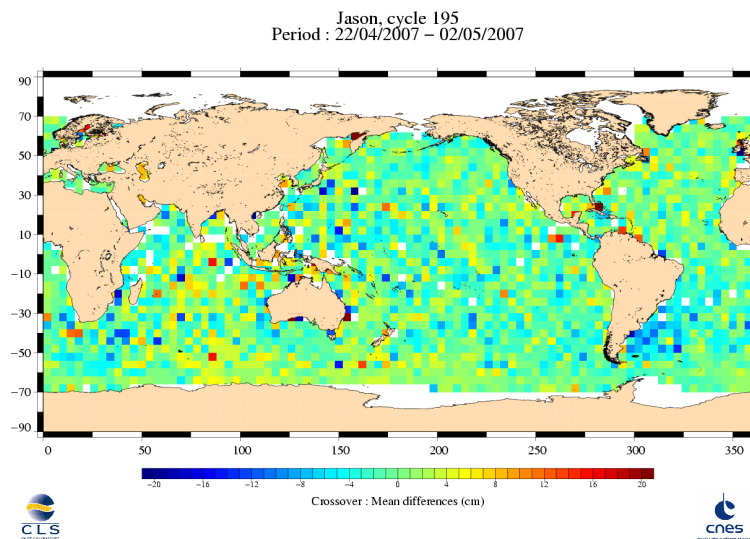 Jason, cycle 195
Period : 22/04/2007 − 02/05/2007
90
70
50
30
10
−10
−30
−50
−70
−90
0 50 100 150 200 250 300 350
−20 −16 −12 −8 −4 0 4 8 12 16 20
Crossover : Mean differences (cm)
CLS
cnes